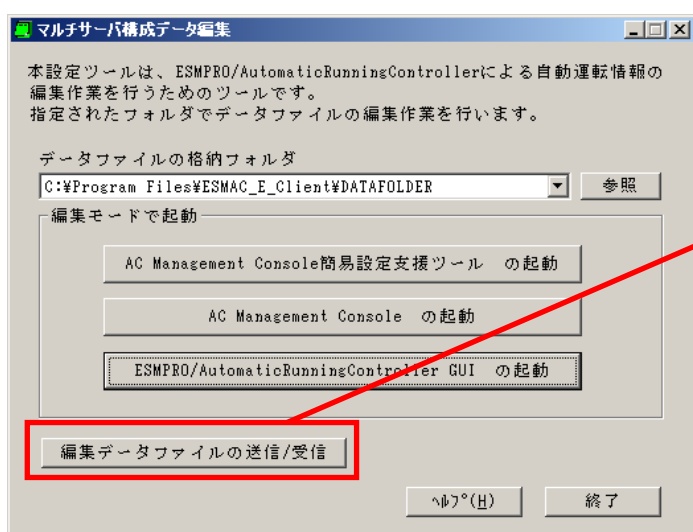 マルチサーバ構成データ編集
本設定ツールは、ESMPRO/AutomaticRunningControllerによる自動運転情報の
編集作業を行うためのツールです。
指定されたフォルダでデータファイルの編集作業を行います。
データファイルの格納フォルダ
C:¥Program Files¥ESMAC_E_Client¥DATAFOLDER
参照
編集モードで起動
AC Management Console簡易設定支援ツール の起動
AC Management Console の起動
ESMPRO/AutomaticRunningController GUI の起動
編集データファイルの送信/受信
ﾍﾙﾌﾟ(H)
終了